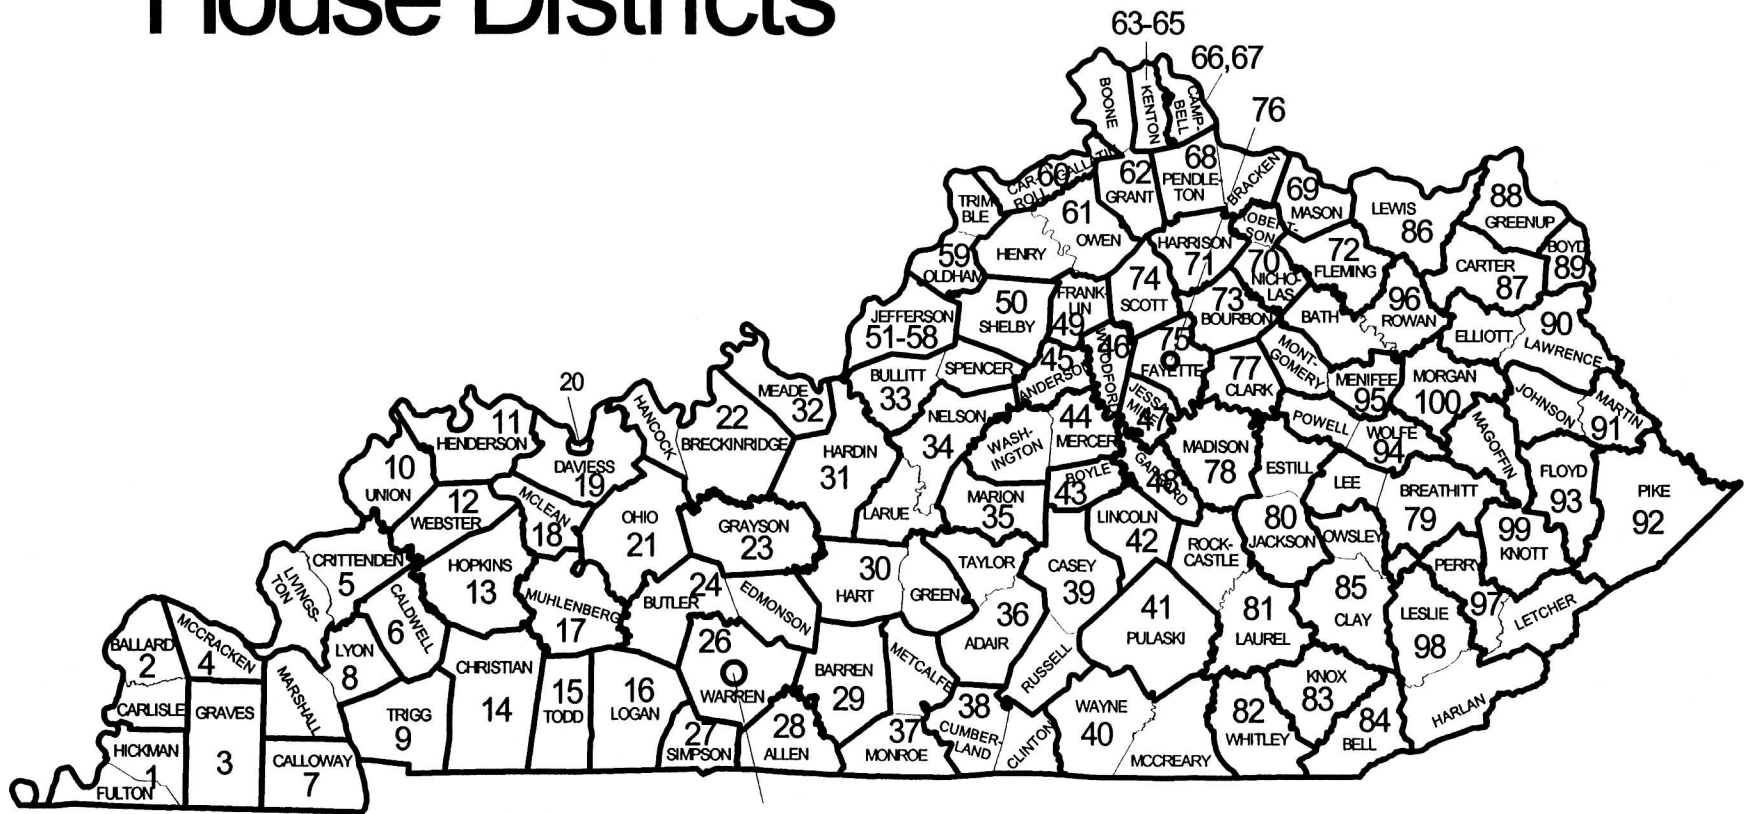 House Districts
63-65
66,67
76
BOONE
KENTON
CAMP-
BELL
60
GALLATIN
CAR-
ROLL
62
GRANT
68
PENDLE-
TON
BRACKEN
69
MASON
LEWIS
86
88
GREENUP
TRIM
BLE
61
OWEN
HENRY
HARRISON
71
ROBERT-
SON
70
NICHO-
LAS
72
FLEMING
CARTER
87
BOYD
89
59
OLDHAM
50
SHELBY
FRANK-
LIN
49
74
SCOTT
73
BOURBON
BATH
96
ROWAN
ELLIOTT
90
LAWRENCE
JEFFERSON
51-58
SPENCER
45
ANDERSON
46
WOODFORD
75
FAYETTE
77
CLARK
MONT-
GOMERY
MENIFEE
95
MORGAN
100
JOHNSON
MARTIN
91
20
HANCOCK
22
BRECKINRIDGE
MEADE
32
BULLITT
33
NELSON
34
WASH-
INGTON
44
MERCER
JESSA
MINE
47
MADISON
78
POWELL
WOLFE
94
MAGOFFIN
11
HENDERSON
DAVIESS
19
HARDIN
31
BOYLE
43
GARRARD
48
ESTILL
LEE
BREATHITT
79
FLOYD
93
PIKE
92
10
UNION
12
WEBSTER
MCLEAN
18
OHIO
21
GRAYSON
23
LARUE
MARION
35
LINCOLN
42
ROCK-
CASTLE
80
JACKSON
OWSLEY
99
KNOTT
PERRY
97
LETCHER
CRITTENDEN
5
LIVINGS-
TON
HOPKINS
13
MUHLENBERG
17
24
BUTLER
EDMONSON
30
HART
GREEN
TAYLOR
36
ADAIR
CASEY
39
41
PULASKI
81
LAUREL
85
CLAY
LESLIE
98
BALLARD
2
MCCRACKEN
4
CALDWELL
6
LYON
8
CHRISTIAN
14
26
WARREN
BARREN
29
METCALFE
RUSSELL
KNOX
83
HARLAN
CARLISLE
GRAVES
3
MARSHALL
TRIGG
9
15
TODD
16
LOGAN
27
SIMPSON
28
ALLEN
37
MONROE
38
CUMBER-
LAND
CLINTON
WAYNE
40
MCCREARY
82
WHITLEY
84
BELL
HICKMAN
1
FULTON
CALLOWAY
7